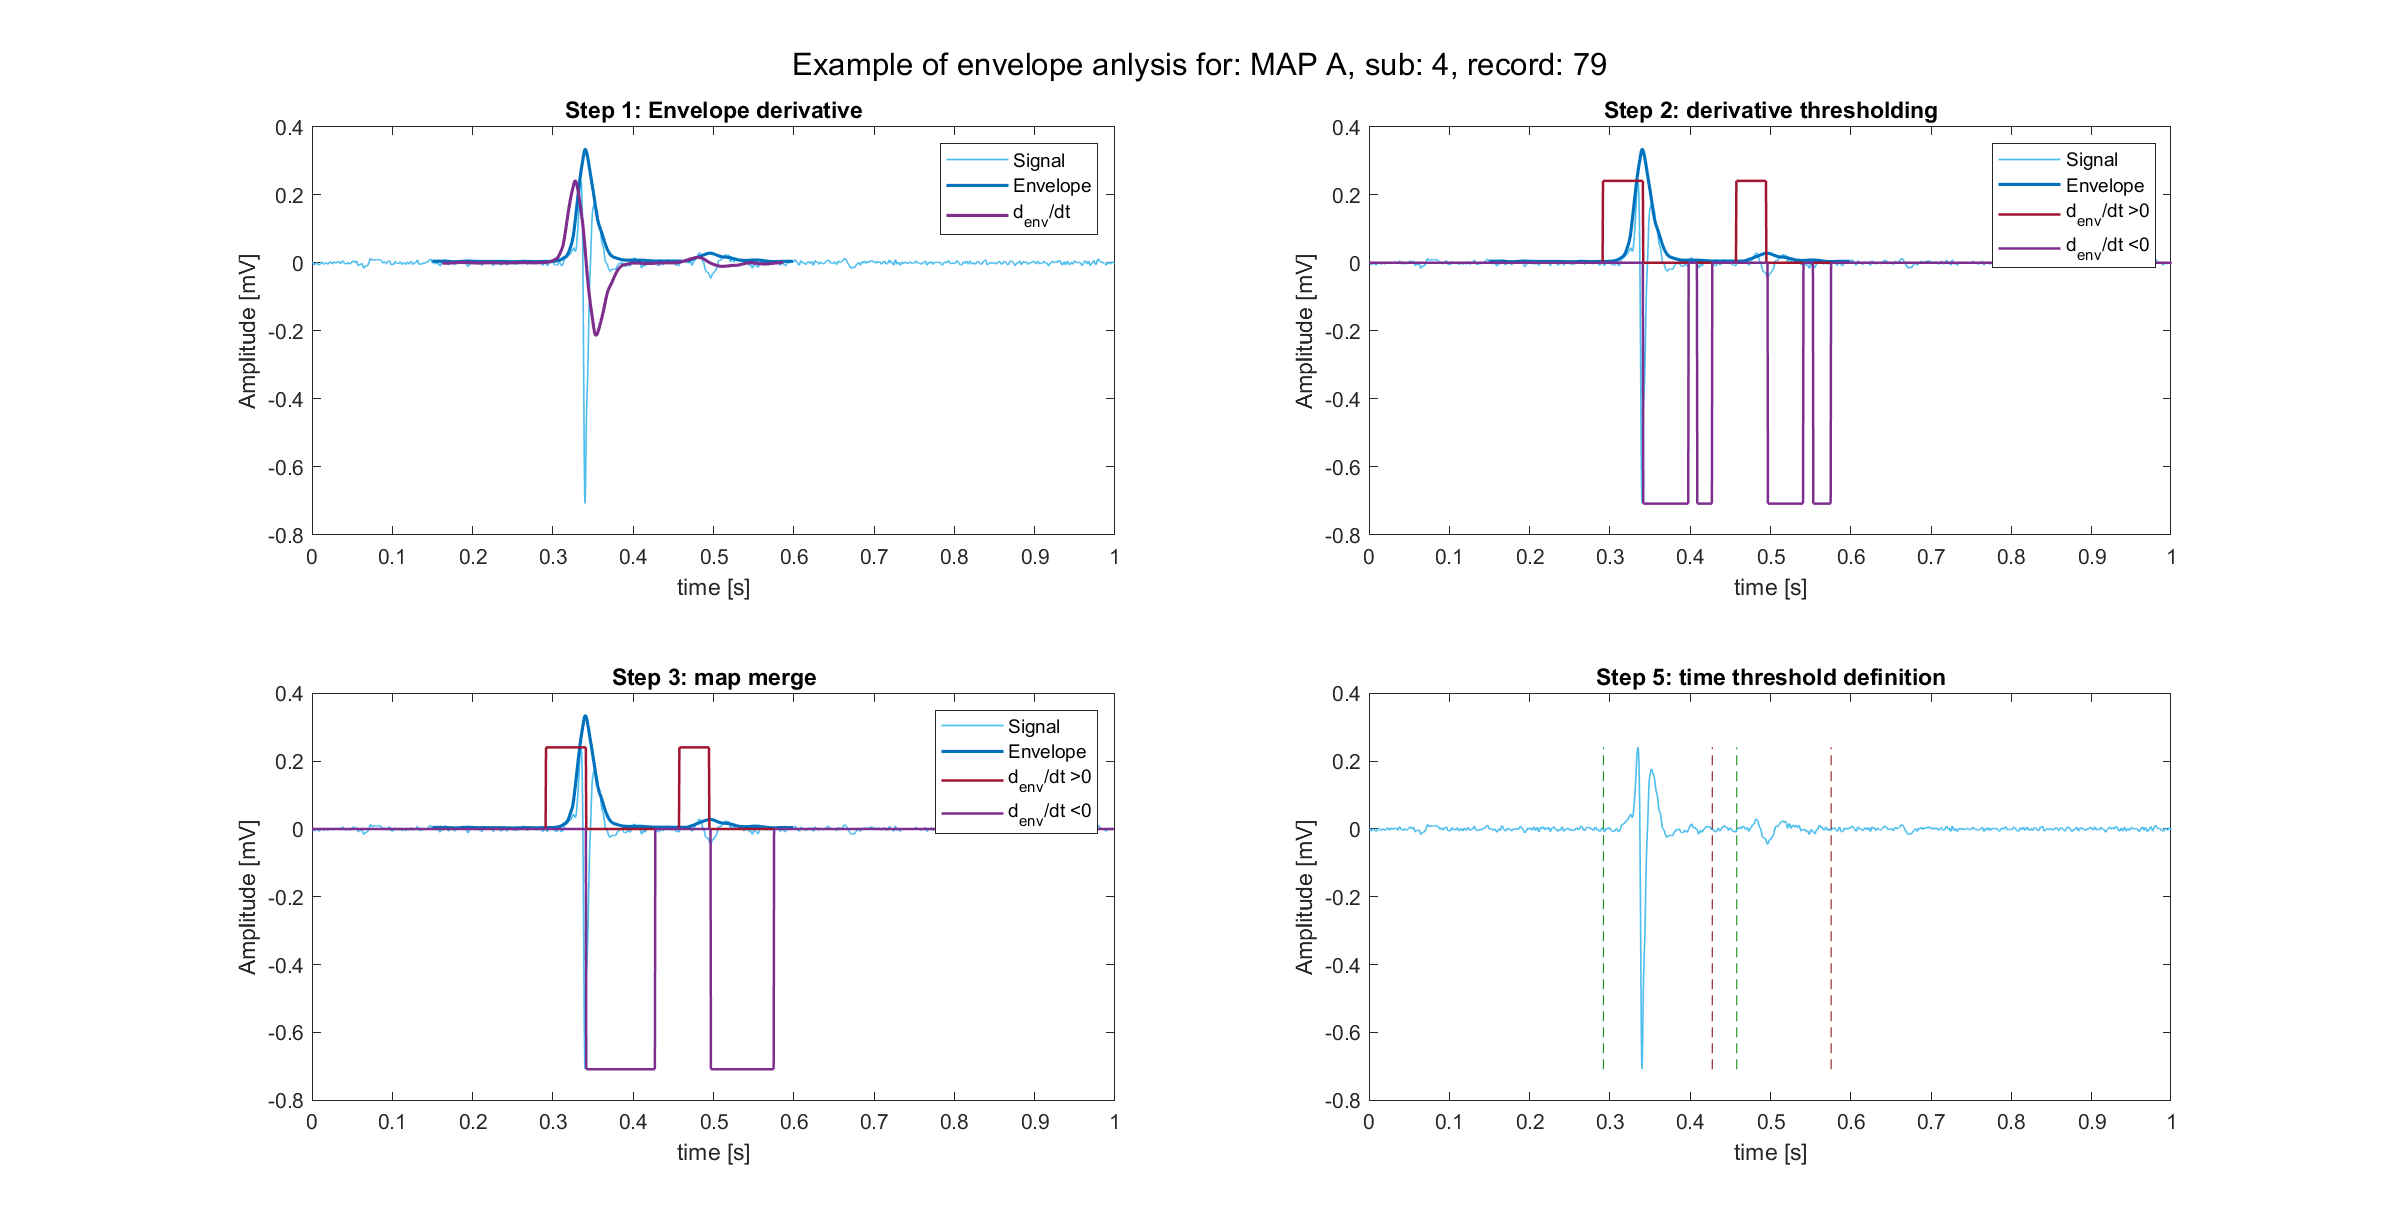 Example of envelope anlysis for: MAP A, sub: 4, record: 79
Step 1: Envelope derivative
0.4
0.2
0
-0.2
-0.4
-0.6
-0.8
Amplitude [mV]
0 0.1 0.2 0.3 0.4 0.5 0.6 0.7 0.8 0.9 1
time [s]
Signal
Envelope
d_env/dt
Step 2: derivative thresholding
0.4
0.2
0
-0.2
-0.4
-0.6
-0.8
Amplitude [mV]
0 0.1 0.2 0.3 0.4 0.5 0.6 0.7 0.8 0.9 1
time [s]
Signal
Envelope
d_env/dt >0
d_env/dt <0
Step 3: map merge
0.4
0.2
0
-0.2
-0.4
-0.6
-0.8
Amplitude [mV]
0 0.1 0.2 0.3 0.4 0.5 0.6 0.7 0.8 0.9 1
time [s]
Signal
Envelope
d_env/dt >0
d_env/dt <0
Step 5: time threshold definition
0.4
0.2
0
-0.2
-0.4
-0.6
-0.8
Amplitude [mV]
0 0.1 0.2 0.3 0.4 0.5 0.6 0.7 0.8 0.9 1
time [s]